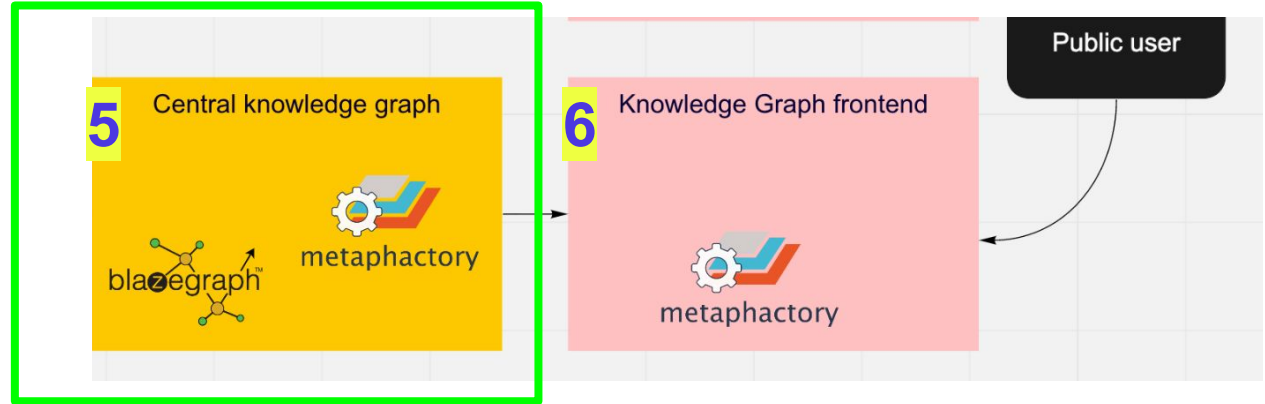 Public user
5
Central knowledge graph
6
Knowledge Graph frontend
metaphactory
blazegraph™
metaphactory